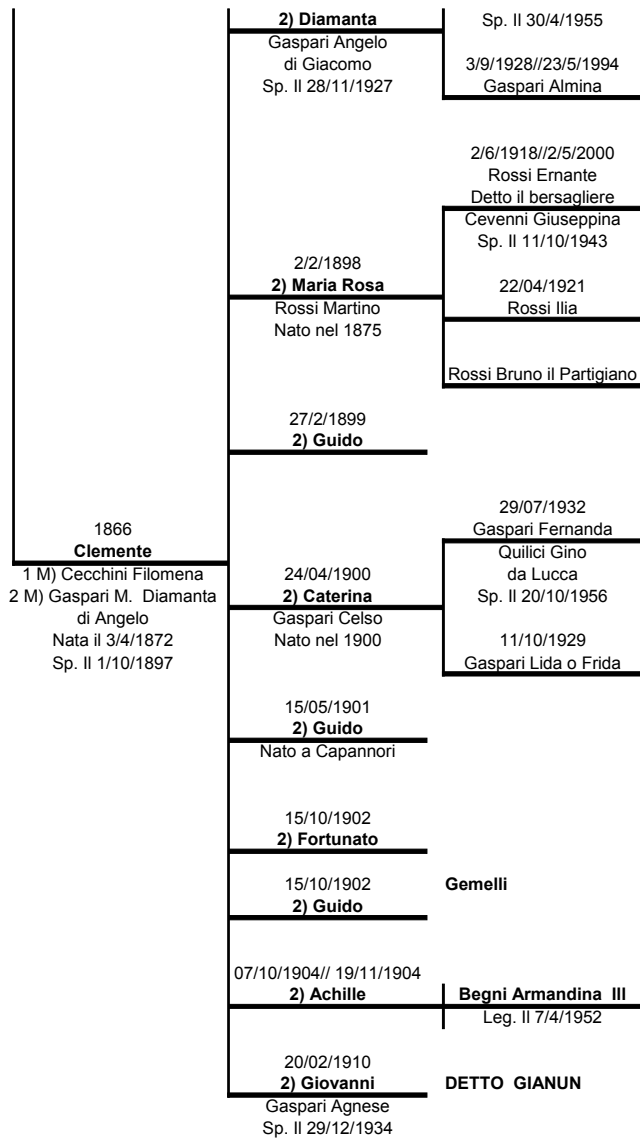 2) Diamanta
Gaspari Angelo
di Giacomo
Sp. Il 28/11/1927
Sp. Il 30/4/1955
3/9/1928//23/5/1994
Gaspari Almina
2/2/1898
2) Maria Rosa
Rossi Martino
Nato nel 1875
2/6/1918//2/5/2000
Rossi Ernante
Detto il bersagliere
Cevenni Giuseppina
Sp. Il 11/10/1943
22/04/1921
Rossi Ilia
Rossi Bruno il Partigiano
27/2/1899
2) Guido
1866
Clemente
1 M) Cecchini Filomena
2 M) Gaspari M. Diamanta
di Angelo
Nata il 3/4/1872
Sp. Il 1/10/1897
24/04/1900
2) Caterina
Gaspari Celso
Nato nel 1900
29/07/1932
Gaspari Fernanda
Quilici Gino
da Lucca
Sp. Il 20/10/1956
11/10/1929
Gaspari Lida o Frida
15/05/1901
2) Guido
Nato a Capannori
15/10/1902
2) Fortunato
15/10/1902
2) Guido
Gemelli
07/10/1904// 19/11/1904
2) Achille
Begni Armandina III
Leg. Il 7/4/1952
20/02/1910
2) Giovanni
DETTO GIANUN
Gaspari Agnese
Sp. Il 29/12/1934